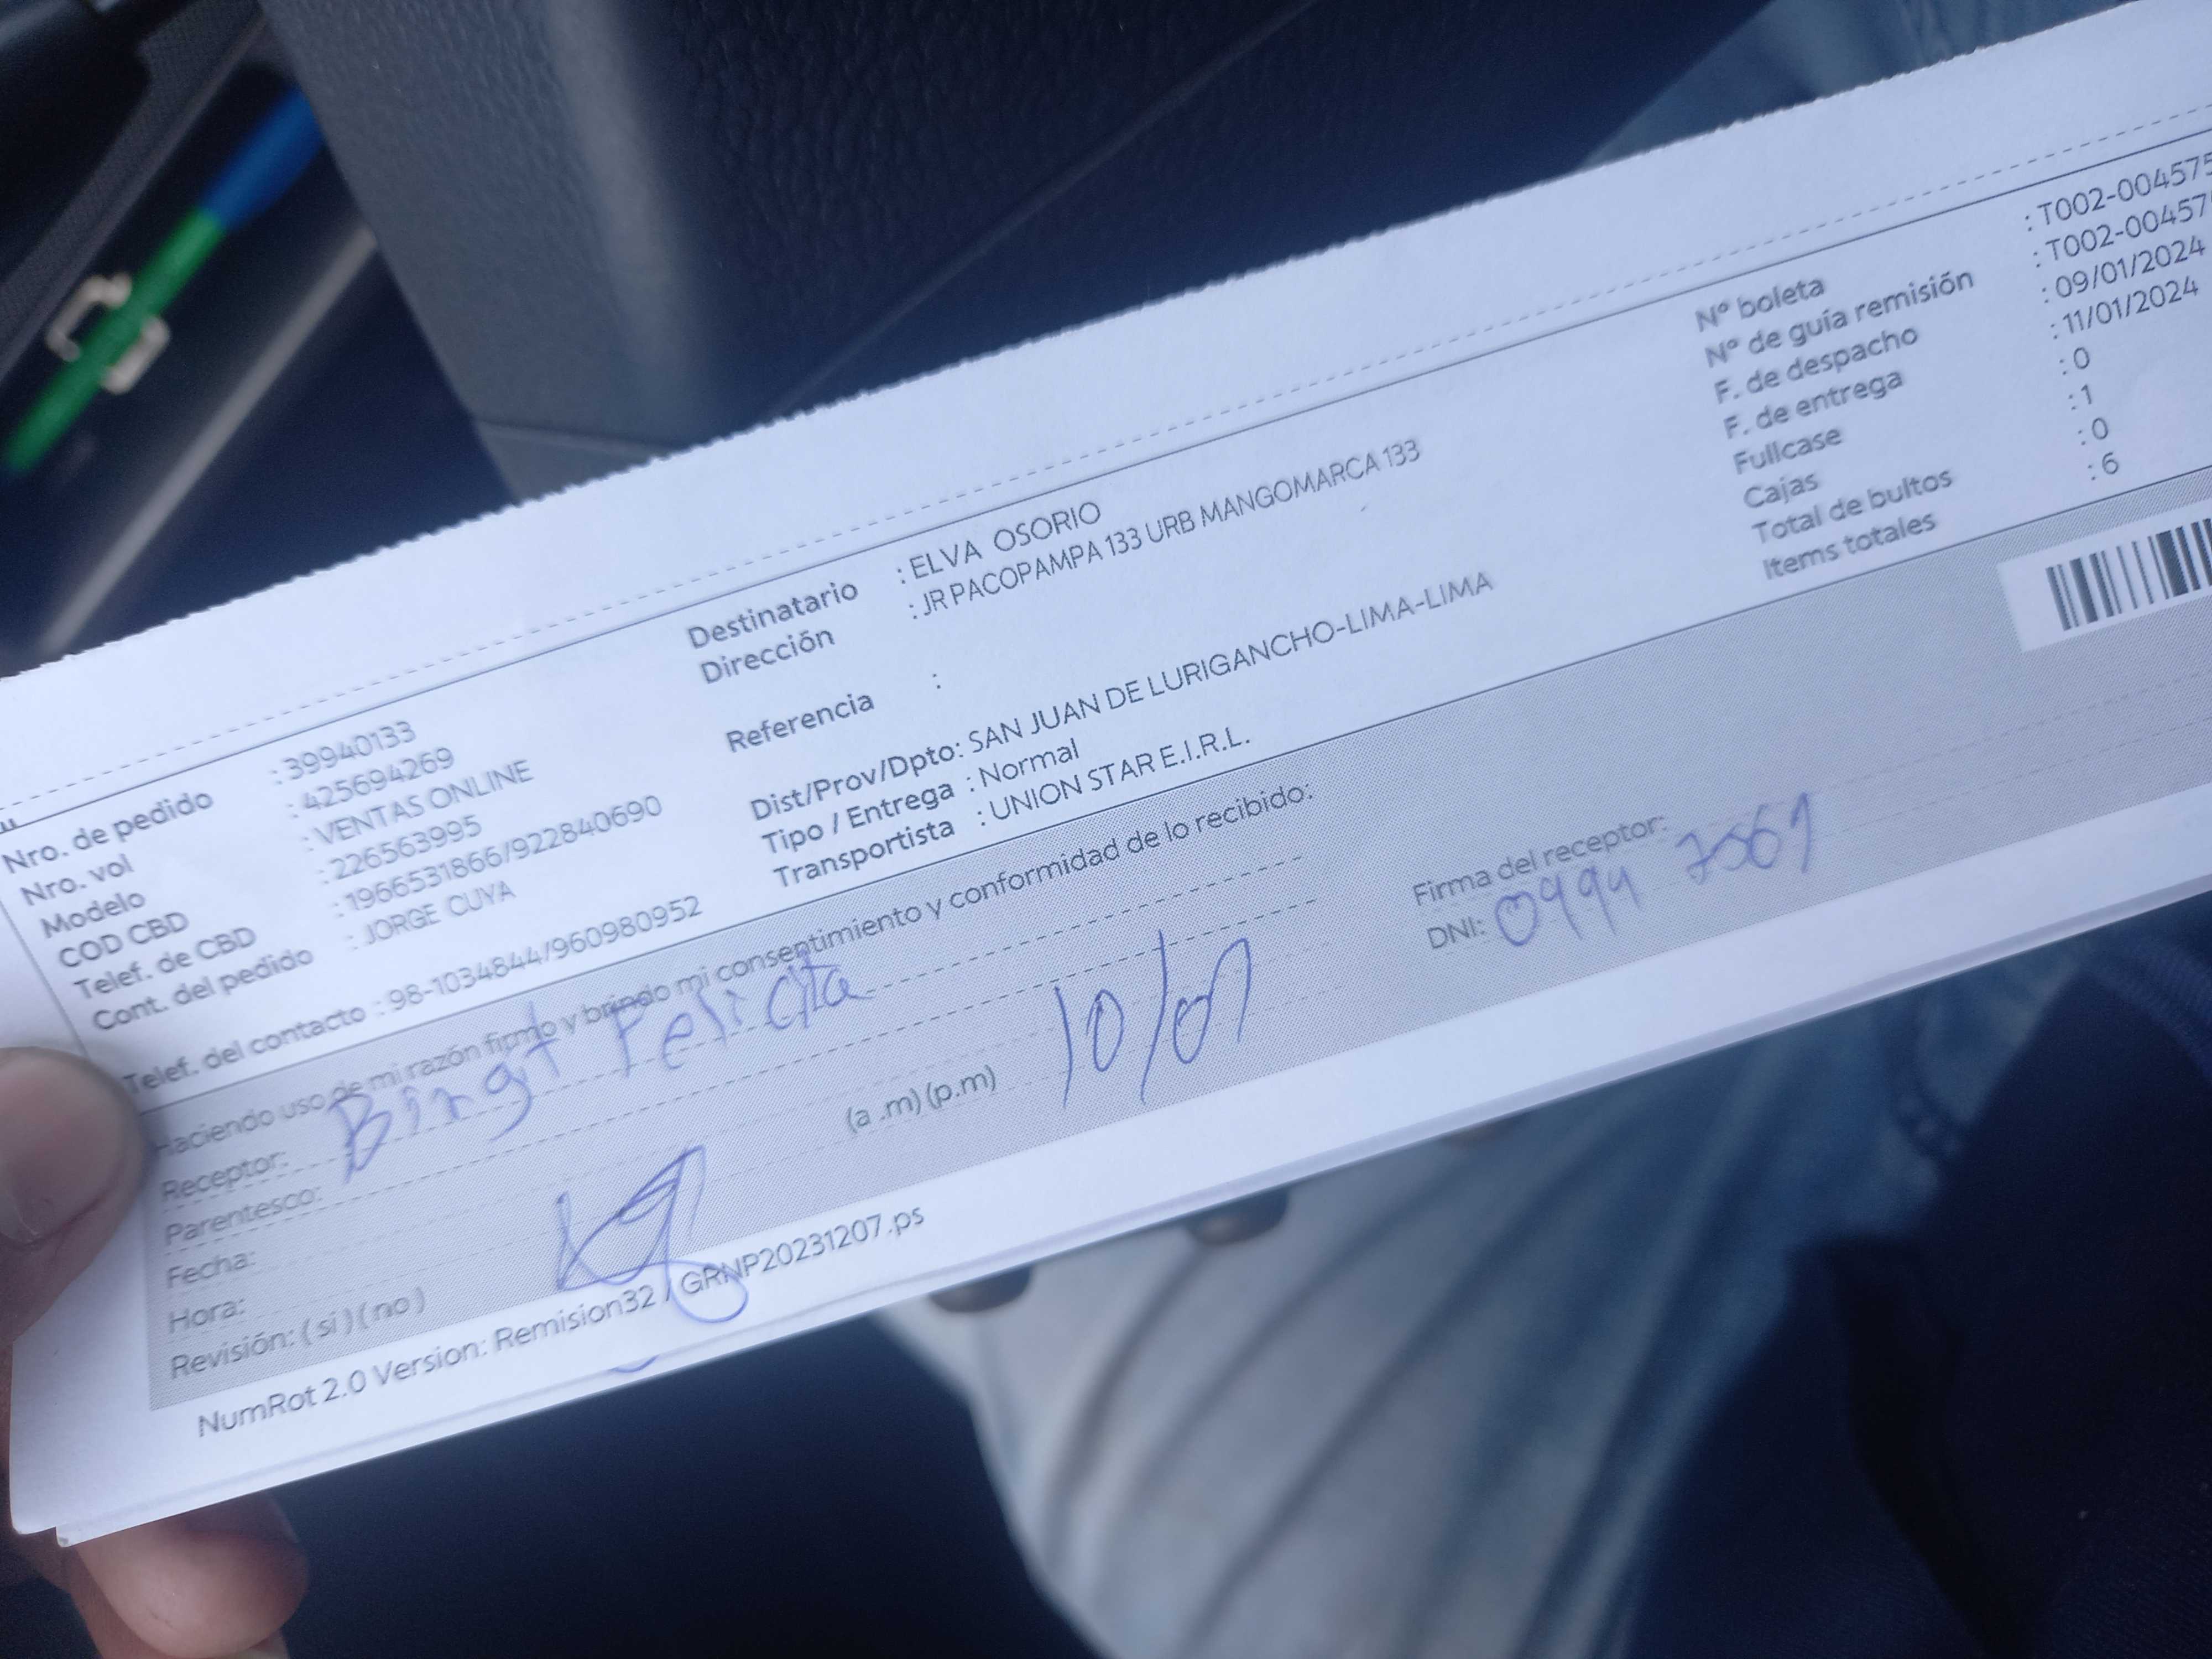 Nro. de pedido : 39940133
Nro. vol : 425694269
Modelo : VENTAS ONLINE
COD CBD : 226563995
Telef. de CBD : 1966531866/922840690
Cont. del pedido : JORGE CUYA
Telef. del contacto : 98-1034844/960980952
Destinatario : ELVA OSORIO
Dirección : JR PACOPAMPA 133 URB MANGOMARCA 133
Referencia :
Dist/Prov/Dpto: SAN JUAN DE LURIGANCHO-LIMA-LIMA
Tipo / Entrega : Normal
Transportista : UNION STAR E.I.R.L.
Nº boleta : T002-004575
Nº de guía remisión : T002-00457
F. de despacho : 09/01/2024
F. de entrega : 11/01/2024
Fullcase : 0
Cajas : 1
Total de bultos : 0
Items totales : 6
Haciendo uso de mi razón firmo y brindo mi consentimiento y conformidad de lo recibido:
Receptor: Birgit Felicita
Parentesco:
Fecha:
Hora: (a .m) (p.m) 10/01
Revisión: ( si ) ( no )
Firma del receptor:
DNI: 0994 7569
NumRot 2.0 Version: Remision32 / GRNP20231207.ps